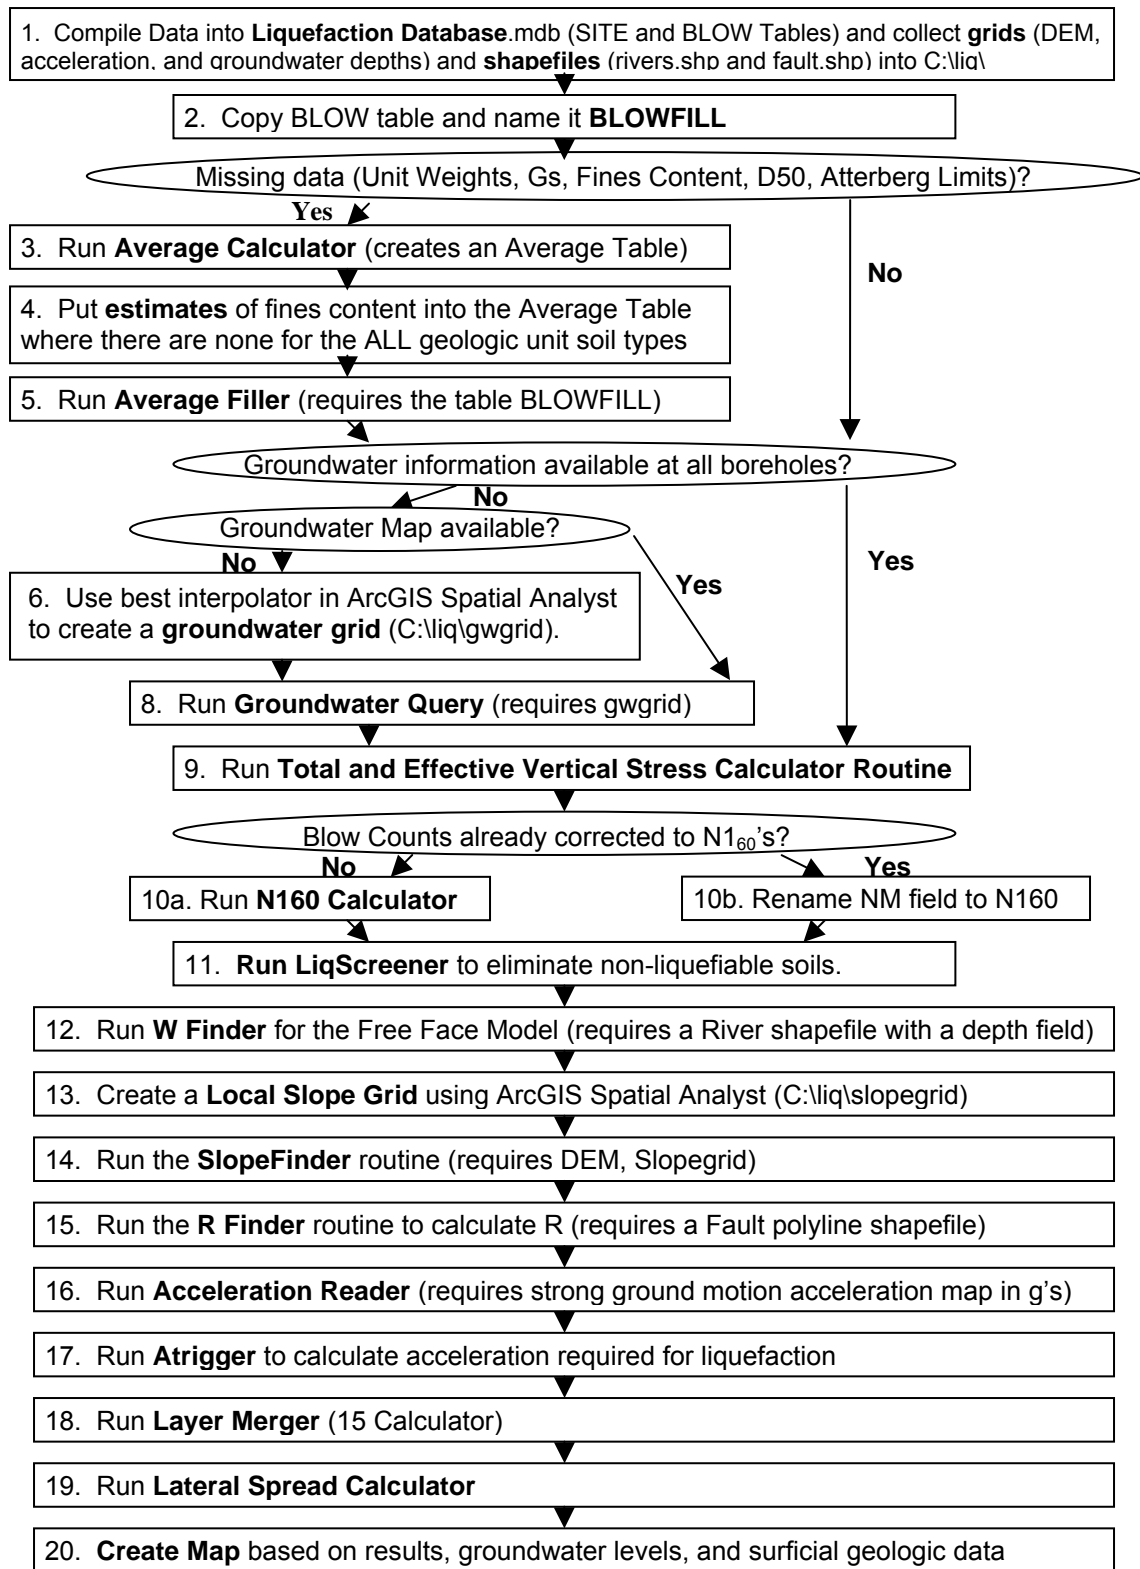 1. Compile Data into Liquefaction Database.mdb (SITE and BLOW Tables) and collect grids (DEM,
acceleration, and groundwater depths) and shapefiles (rivers.shp and fault.shp) into C:\liq\
2. Copy BLOW table and name it BLOWFILL
Missing data (Unit Weights, Gs, Fines Content, D50, Atterberg Limits)?
Yes
3. Run Average Calculator (creates an Average Table)
No
4. Put estimates of fines content into the Average Table
where there are none for the ALL geologic unit soil types
5. Run Average Filler (requires the table BLOWFILL)
Groundwater information available at all boreholes?
No
Groundwater Map available?
No
Yes
Yes
6. Use best interpolator in ArcGIS Spatial Analyst
to create a groundwater grid (C:\liq\gwgrid).
8. Run Groundwater Query (requires gwgrid)
9. Run Total and Effective Vertical Stress Calculator Routine
Blow Counts already corrected to N1₆₀'s?
No
Yes
10a. Run N160 Calculator
10b. Rename NM field to N160
11. Run LiqScreener to eliminate non-liquefiable soils.
12. Run W Finder for the Free Face Model (requires a River shapefile with a depth field)
13. Create a Local Slope Grid using ArcGIS Spatial Analyst (C:\liq\slopegrid)
14. Run the SlopeFinder routine (requires DEM, Slopegrid)
15. Run the R Finder routine to calculate R (requires a Fault polyline shapefile)
16. Run Acceleration Reader (requires strong ground motion acceleration map in g's)
17. Run Atrigger to calculate acceleration required for liquefaction
18. Run Layer Merger (15 Calculator)
19. Run Lateral Spread Calculator
20. Create Map based on results, groundwater levels, and surficial geologic data